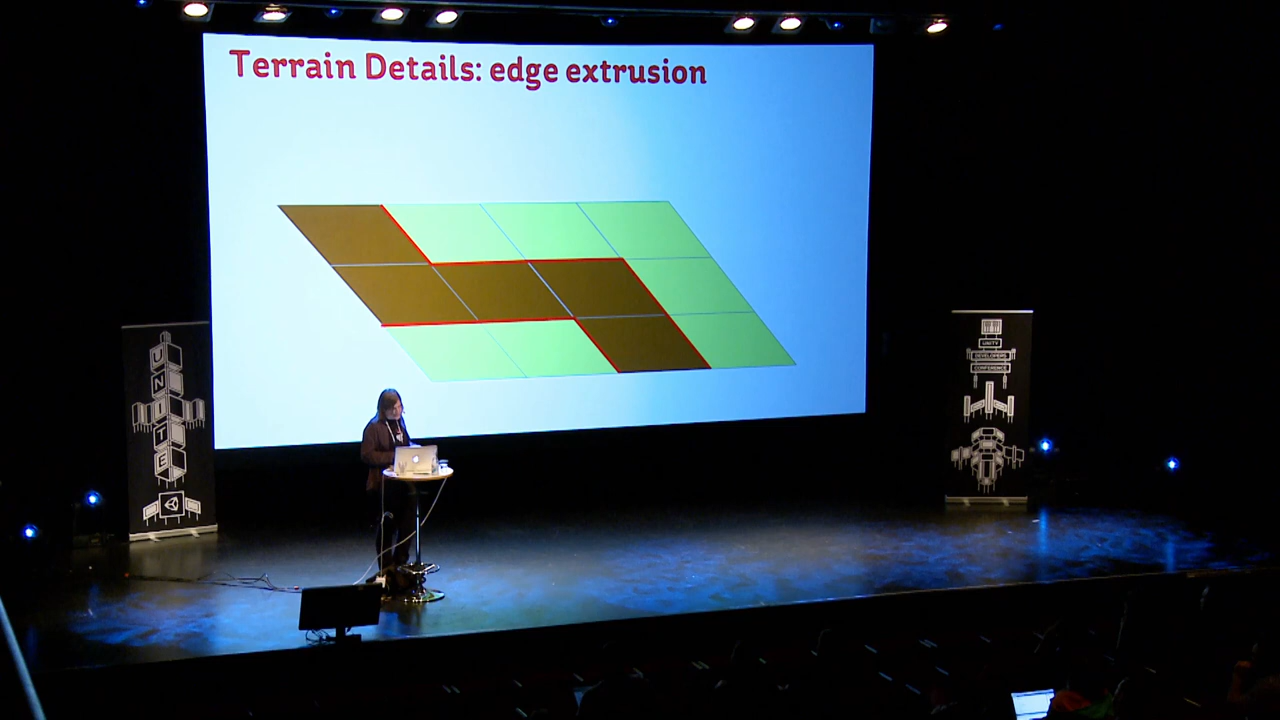 Terrain Details: edge extrusion
UNITE
UNITY
DEVELOPERS
CONFERENCE